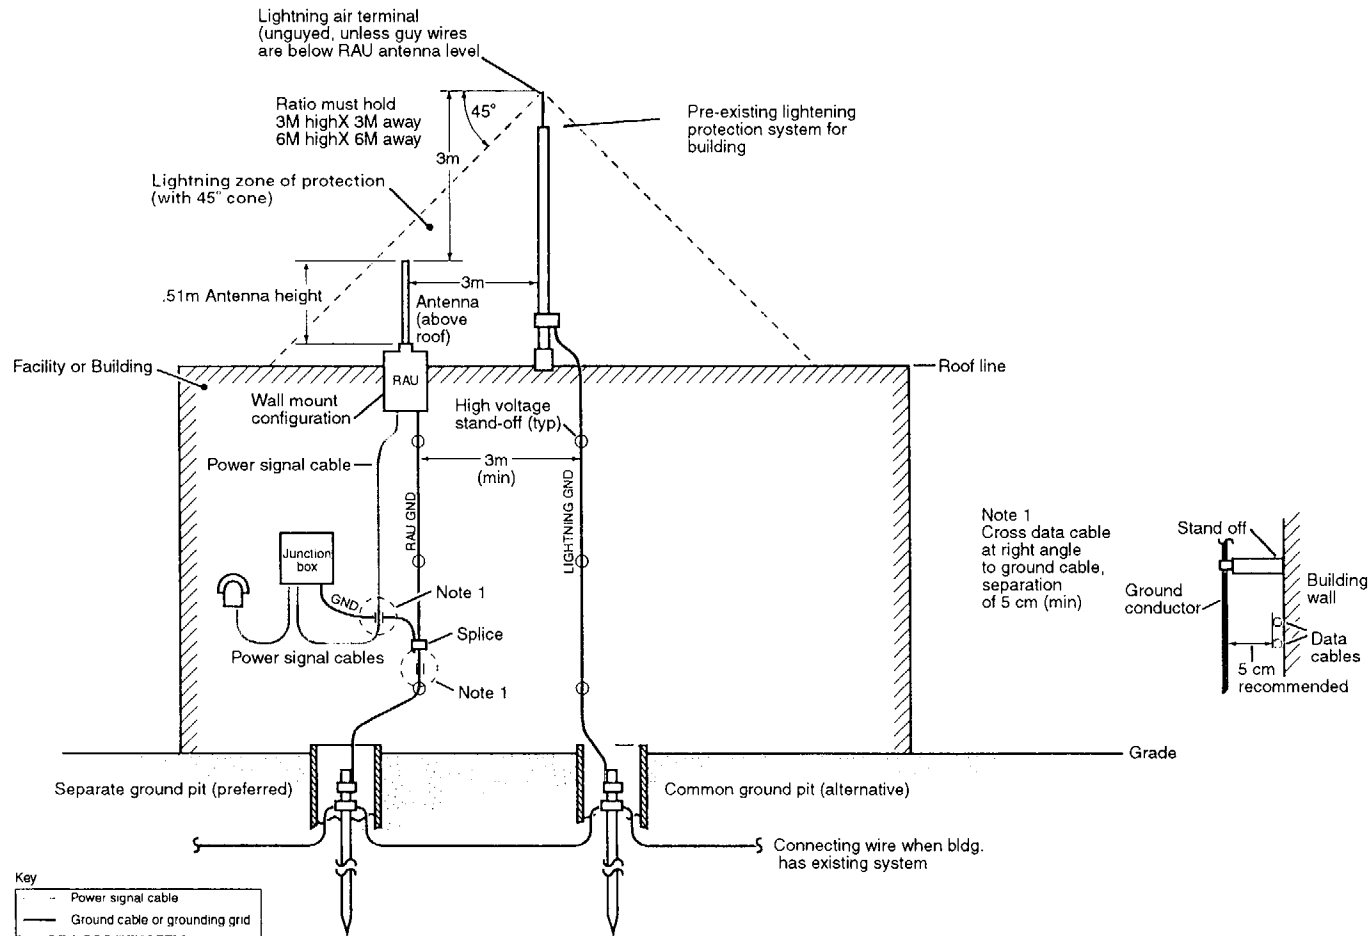 Lightning air terminal
(unguyed, unless guy wires
are below RAU antenna level
Ratio must hold
3M highX 3M away
6M highX 6M away
45°
3m
Pre-existing lightening
protection system for
building
Lightning zone of protection
(with 45° cone)
3m
.51m Antenna height
Antenna
(above
roof)
Facility or Building
Roof line
RAU
Wall mount
configuration
High voltage
stand-off (typ)
Power signal cable
3m
(min)
RAU GND
LIGHTNING GND
Junction
box
GND
Note 1
Splice
Power signal cables
Note 1
Note 1
Cross data cable
at right angle
to ground cable,
separation
of 5 cm (min)
Stand off
Ground
conductor
Building
wall
Data
cables
5 cm
recommended
Grade
Separate ground pit (preferred)
Common ground pit (alternative)
Connecting wire when bldg.
has existing system
Key
Power signal cable
Ground cable or grounding grid